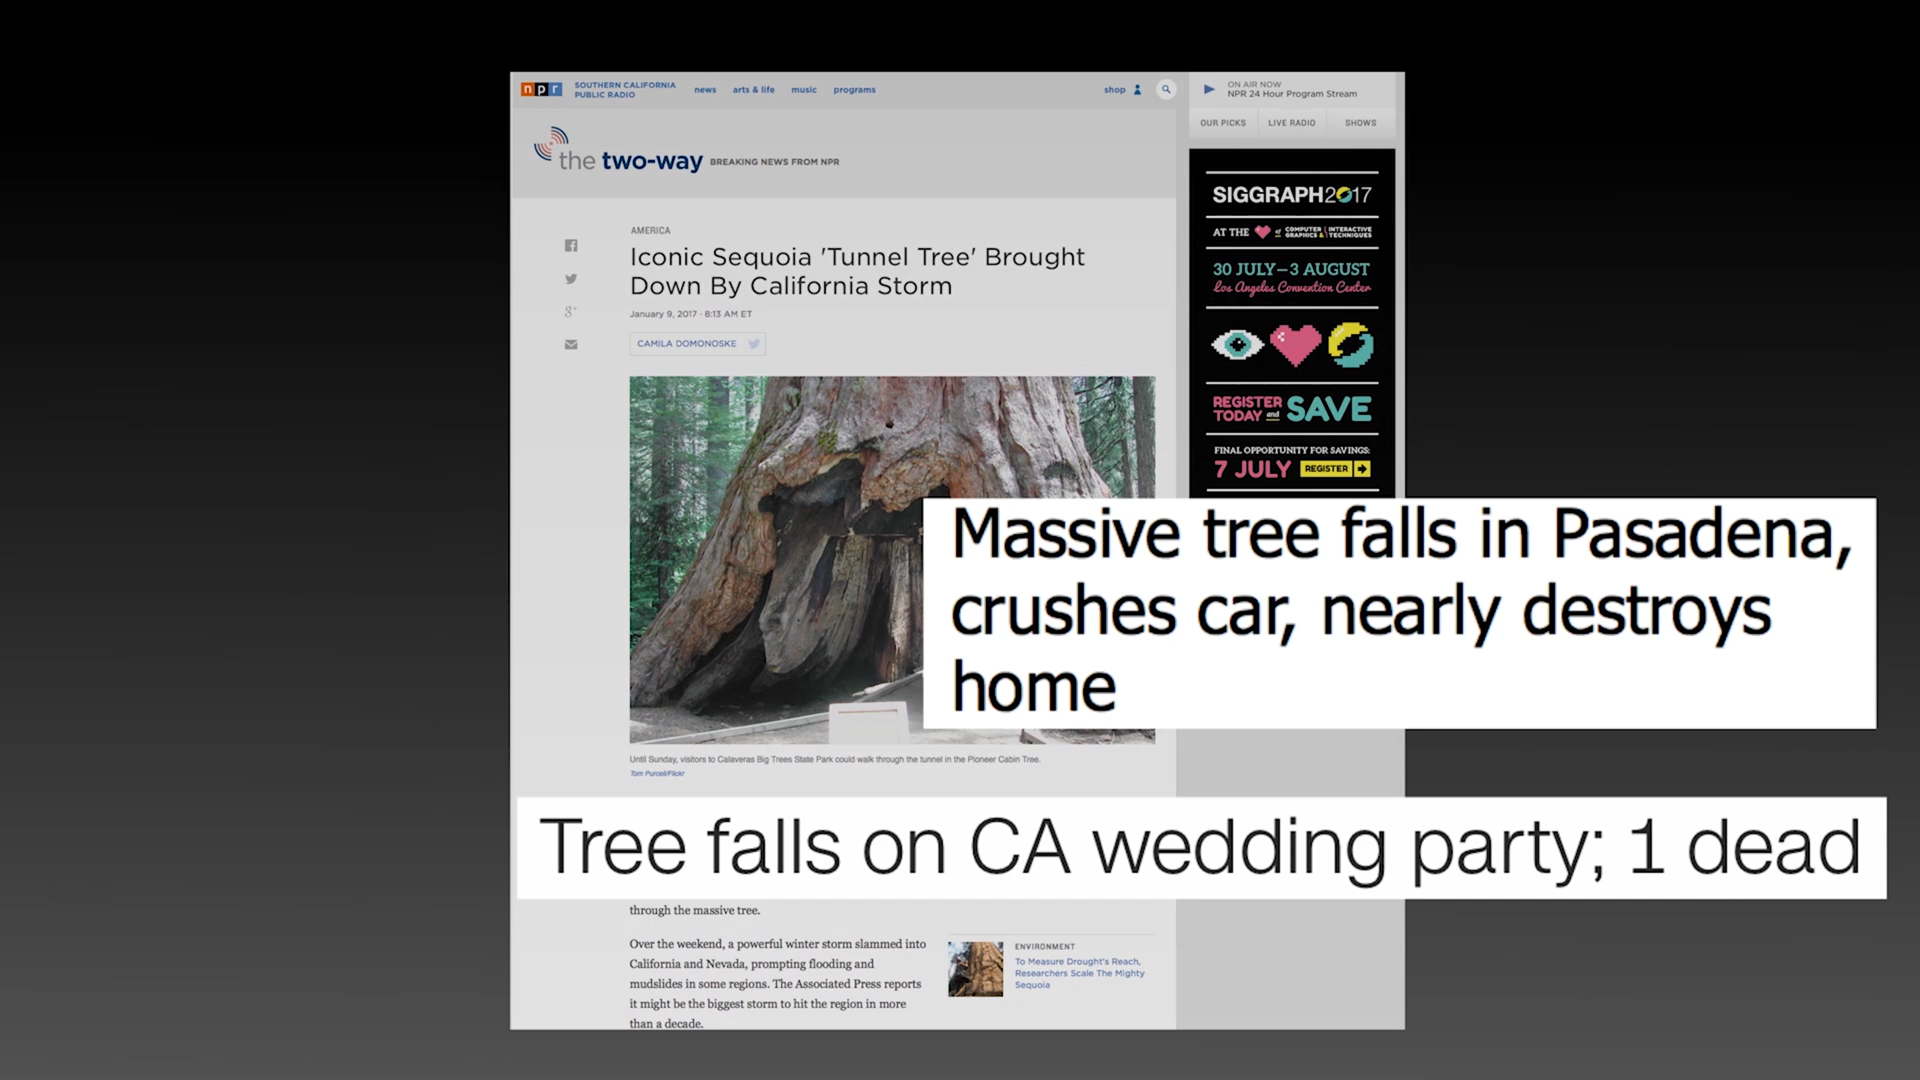 npr
SOUTHERN CALIFORNIA
PUBLIC RADIO
news arts & life music programs
shop
ON AIR NOW
NPR 24 Hour Program Stream
OUR PICKS LIVE RADIO SHOWS
the two-way BREAKING NEWS FROM NPR
AMERICA
Iconic Sequoia 'Tunnel Tree' Brought
Down By California Storm
January 9, 2017 · 8:13 AM ET
CAMILA DOMONOSKE
SIGGRAPH2017
AT THE of COMPUTER GRAPHICS & INTERACTIVE TECHNIQUES
30 JULY–3 AUGUST
Los Angeles Convention Center
REGISTER
TODAY and SAVE
FINAL OPPORTUNITY FOR SAVINGS:
7 JULY REGISTER
Massive tree falls in Pasadena,
crushes car, nearly destroys
home
Until Sunday, visitors to Calaveras Big Trees State Park could walk through the tunnel in the Pioneer Cabin Tree.
Tom Purcell/Flickr
Tree falls on CA wedding party; 1 dead
through the massive tree.
Over the weekend, a powerful winter storm slammed into
California and Nevada, prompting flooding and
mudslides in some regions. The Associated Press reports
it might be the biggest storm to hit the region in more
than a decade.
ENVIRONMENT
To Measure Drought's Reach,
Researchers Scale The Mighty
Sequoia